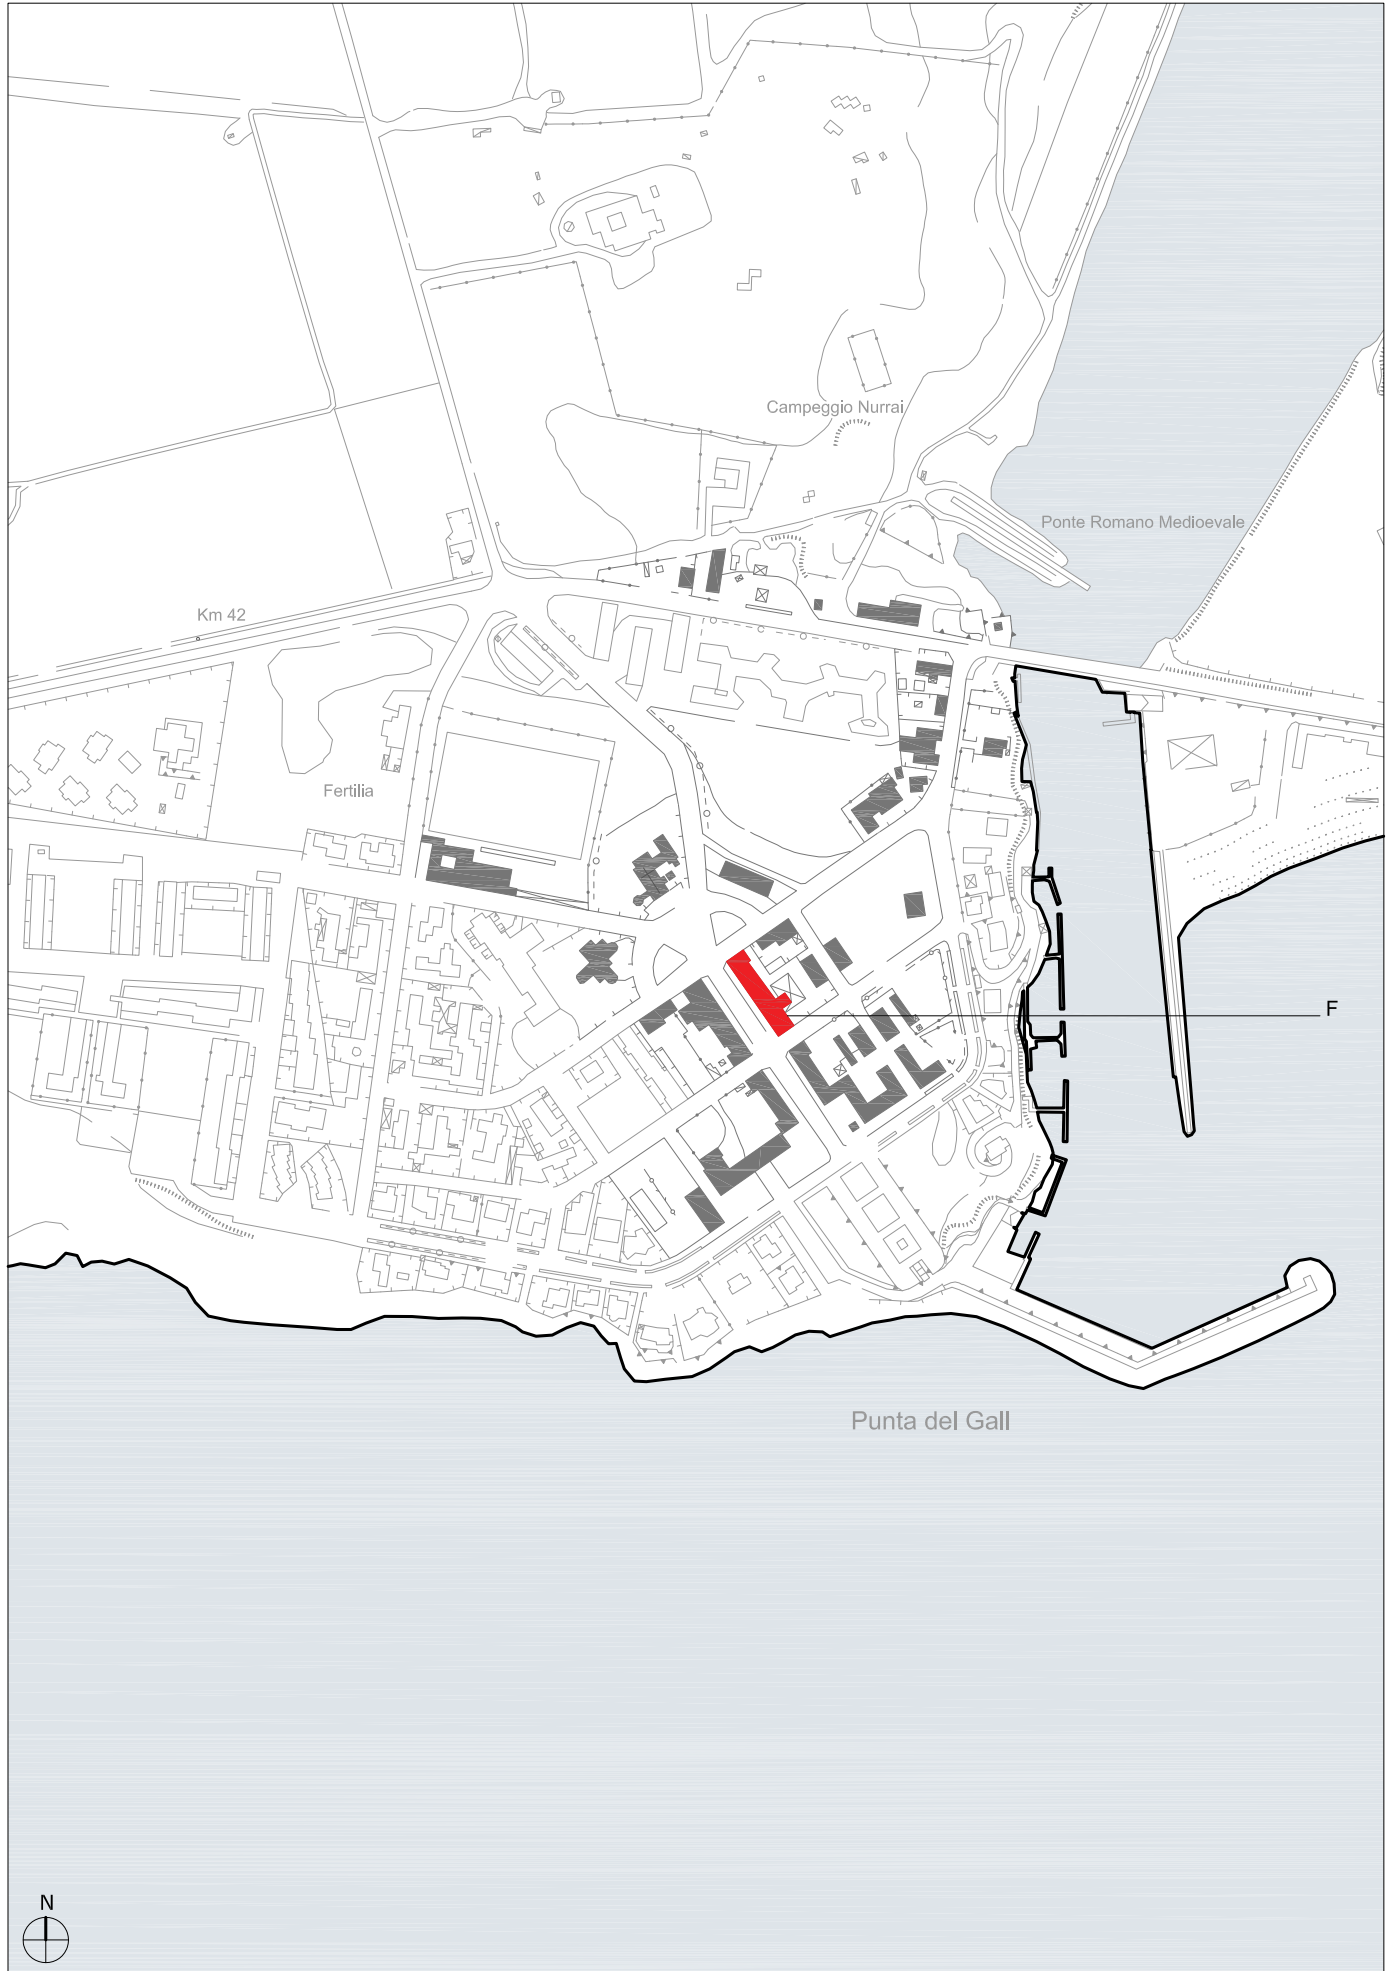 Campeggio Nurrai
Ponte Romano Medioevale
Km 42
Fertilia
F
Punta del Gall
N